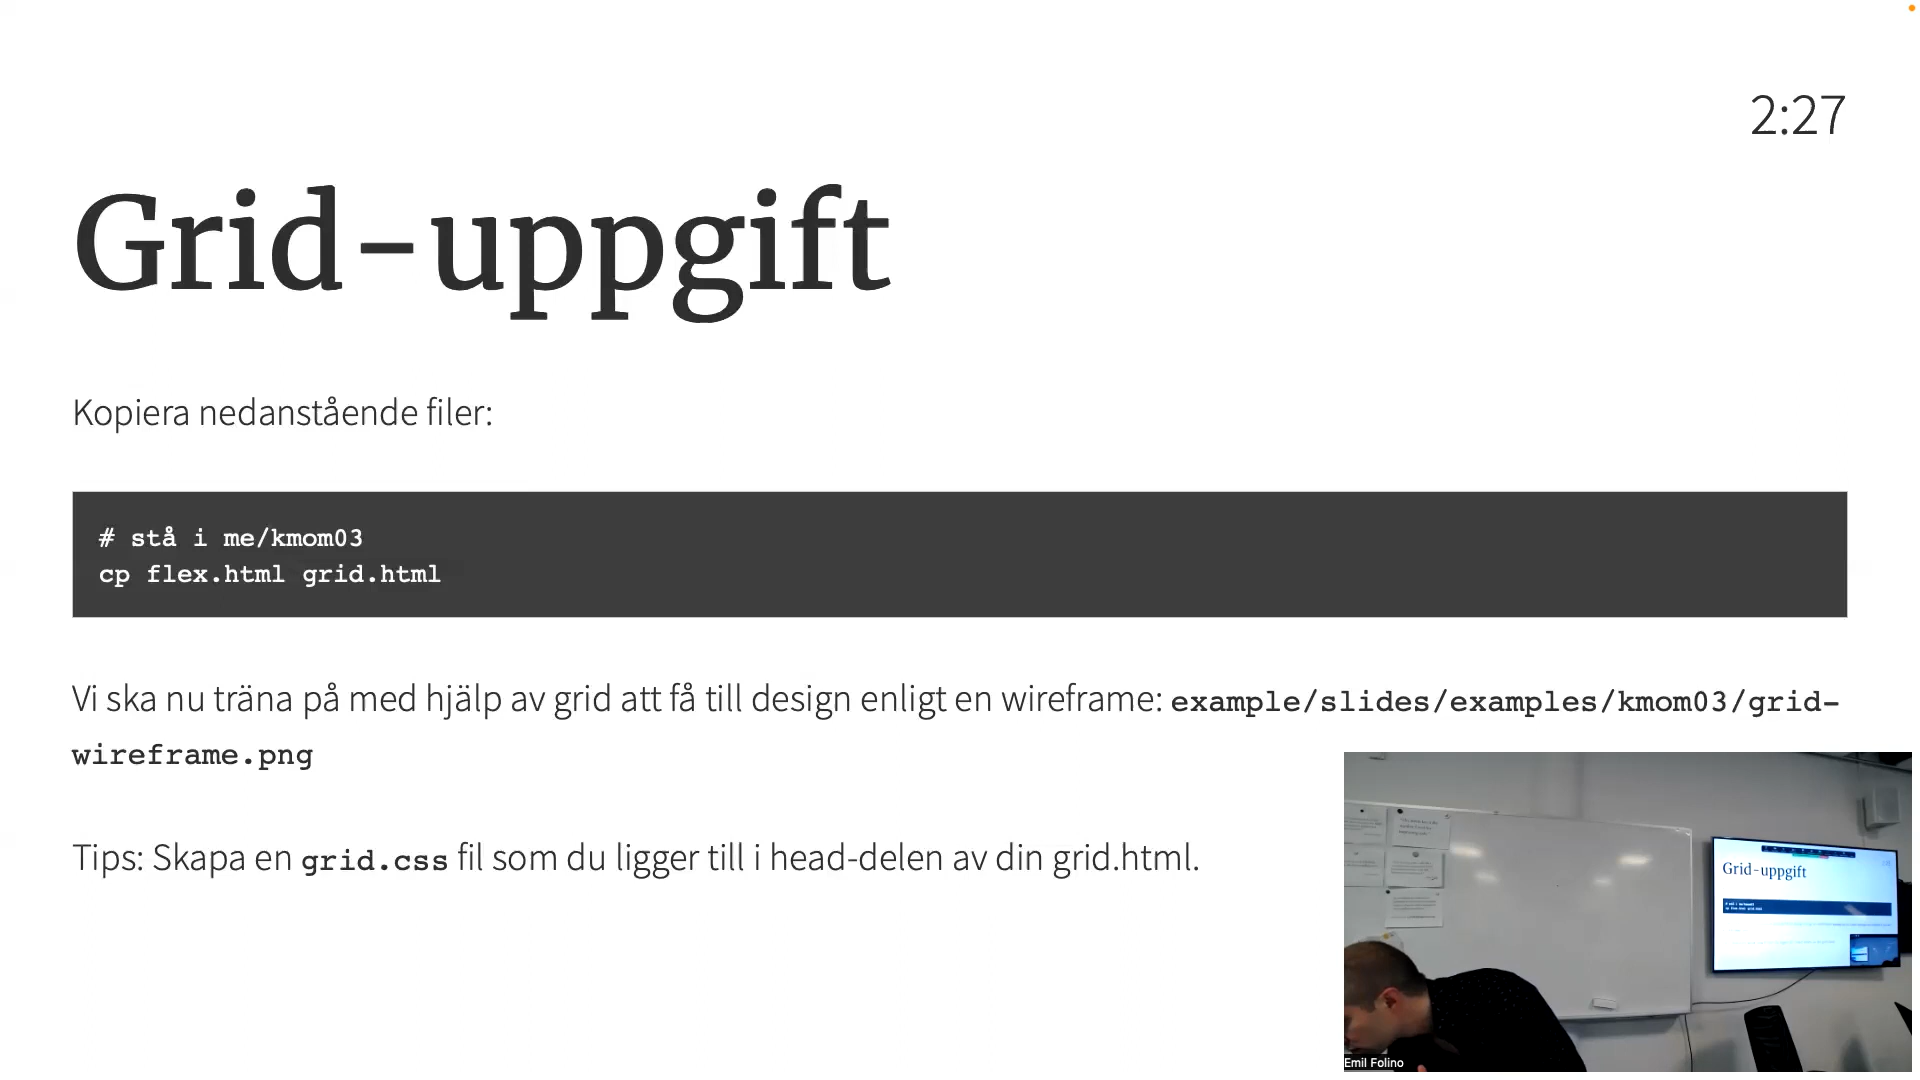 2:27
Grid-uppgift
Kopiera nedanstående filer:
# stå i me/kmom03
cp flex.html grid.html
Vi ska nu träna på med hjälp av grid att få till design enligt en wireframe: example/slides/examples/kmom03/grid-
wireframe.png
Tips: Skapa en grid.css fil som du ligger till i head-delen av din grid.html.
Grid-uppgift
Emil Folino